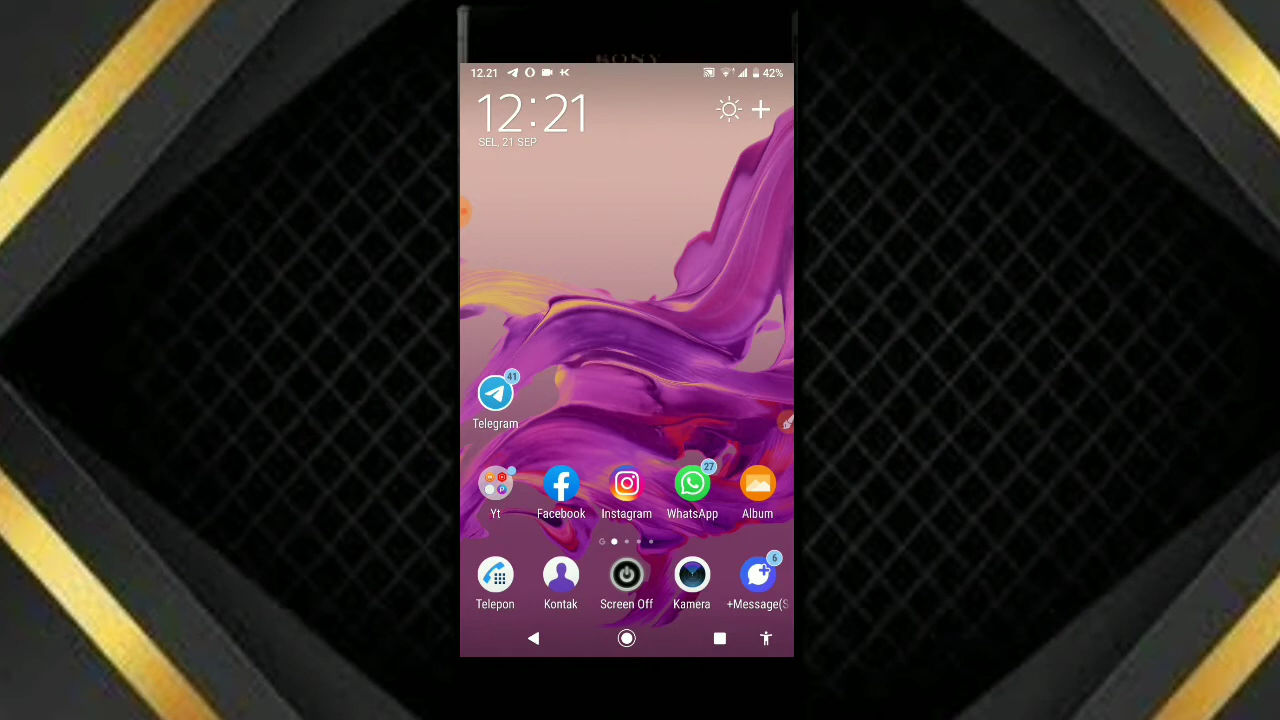 SONY
12.21 42%
12:21
SEL, 21 SEP
41
Telegram
27
Yt Facebook Instagram WhatsApp Album
G
6
Telepon Kontak Screen Off Kamera +Message(S